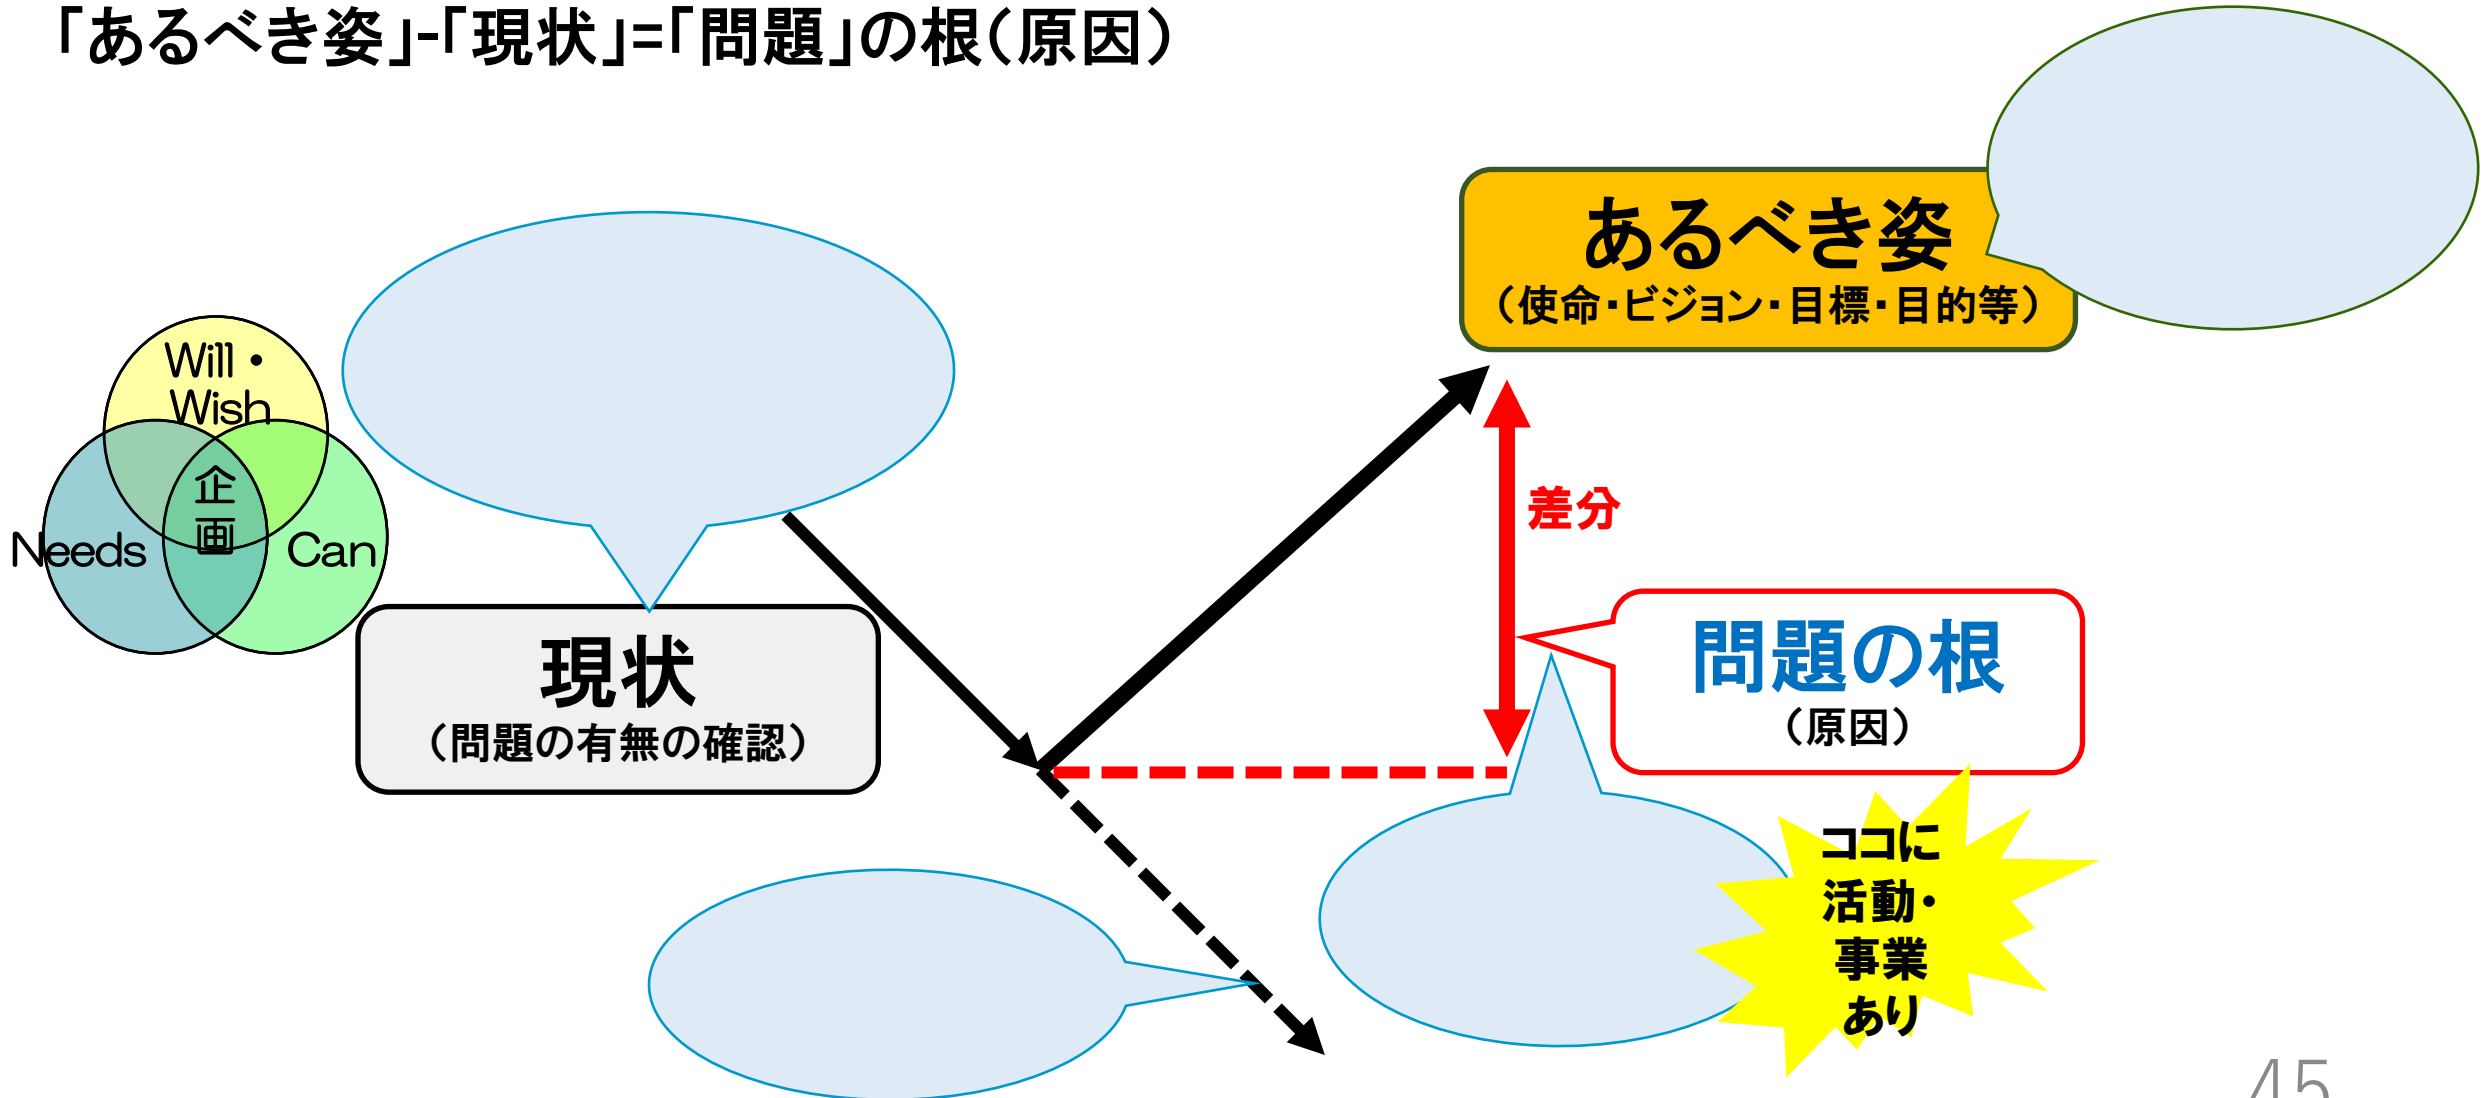 「あるべき姿」-「現状」=「問題」の根(原因)
あるべき姿
(使命・ビジョン・目標・目的等)
Will・
Wish
企
画
Needs
Can
差分
現状
(問題の有無の確認)
問題の根
(原因)
ココに
活動・
事業
あり
45